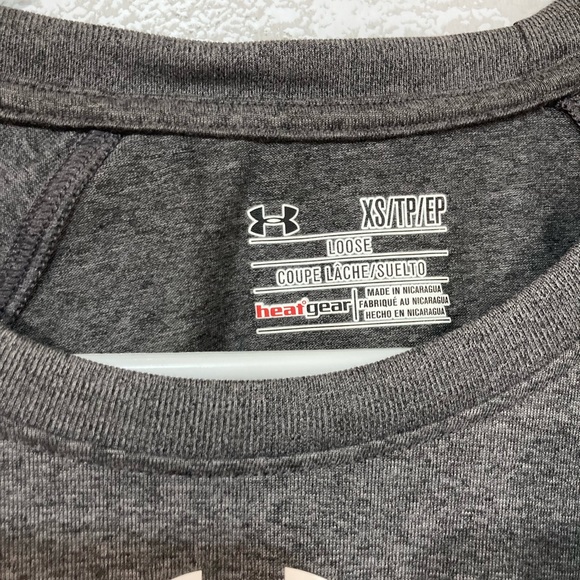 XS/TP/EP
LOOSE
COUPE LÂCHE/SUELTO
heatgear
MADE IN NICARAGUA
FABRIQUÉ AU NICARAGUA
HECHO EN NICARAGUA